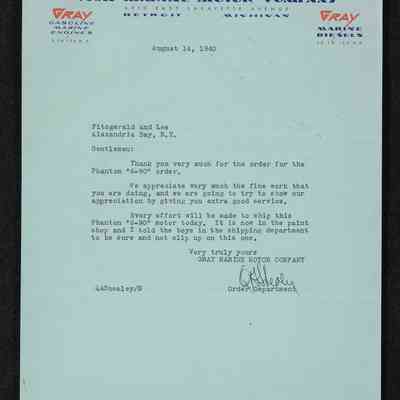 GRAY MARINE MOTOR COMPANY
DETROIT MICHIGAN
GRAY
GASOLINE
MARINE
ENGINES
GRAY
MARINE
DIESELS
August 14, 1940
Fitzgerald and Lee
Alexandria Bay, N.Y.
Gentlemen:
Thank you very much for the order for the
Phantom "6-90" order.
We appreciate very much the fine work that
you are doing, and we are going to try to show our
appreciation by giving you extra good service.
Every effort will be made to ship this
Phantom "6-90" motor today. It is now in the paint
shop and I told the boys in the shipping department
to be sure and not slip up on this one.
Very truly yours
GRAY MARINE MOTOR COMPANY
Order Department